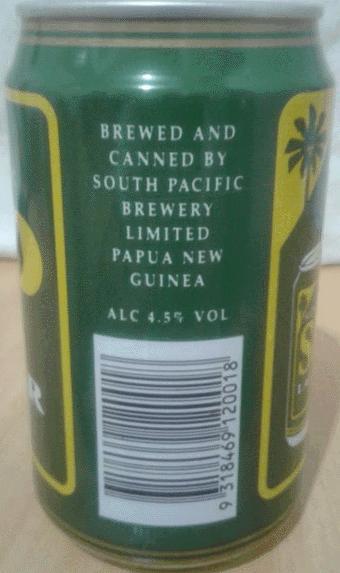 BREWED AND
CANNED BY
SOUTH PACIFIC
BREWERY
LIMITED
PAPUA NEW
GUINEA
ALC 4.5% VOL
9 318469 120018